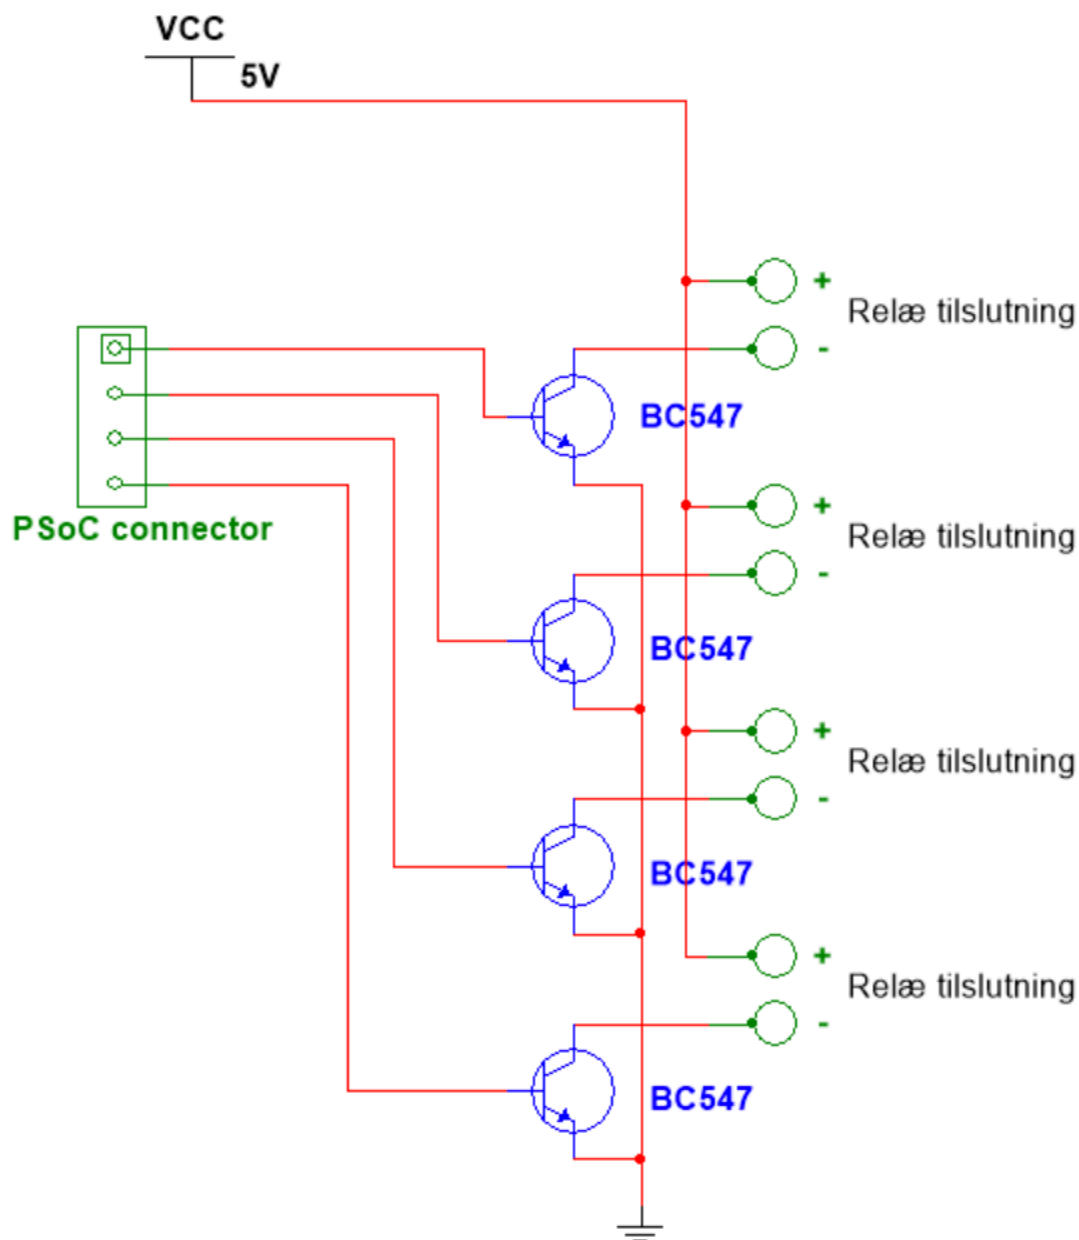 VCC
5V
+
Relæ tilslutning
-
BC547
PSoC connector
+
Relæ tilslutning
-
BC547
+
Relæ tilslutning
-
BC547
+
Relæ tilslutning
-
BC547